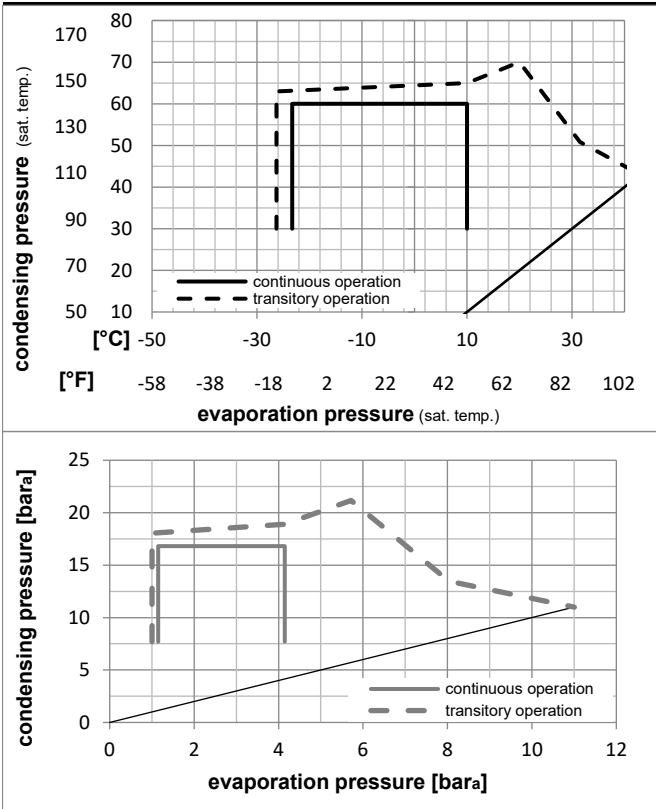 condensing pressure (sat. temp.)
170 80
70
150 60
130 50
110 40
90 30
70 20
50 10
continuous operation
transitory operation
[°C] -50 -30 -10 10 30
[°F] -58 -38 -18 2 22 42 62 82 102
evaporation pressure (sat. temp.)
condensing pressure [bara]
25
20
15
10
5
0
continuous operation
transitory operation
0 2 4 6 8 10 12
evaporation pressure [bara]